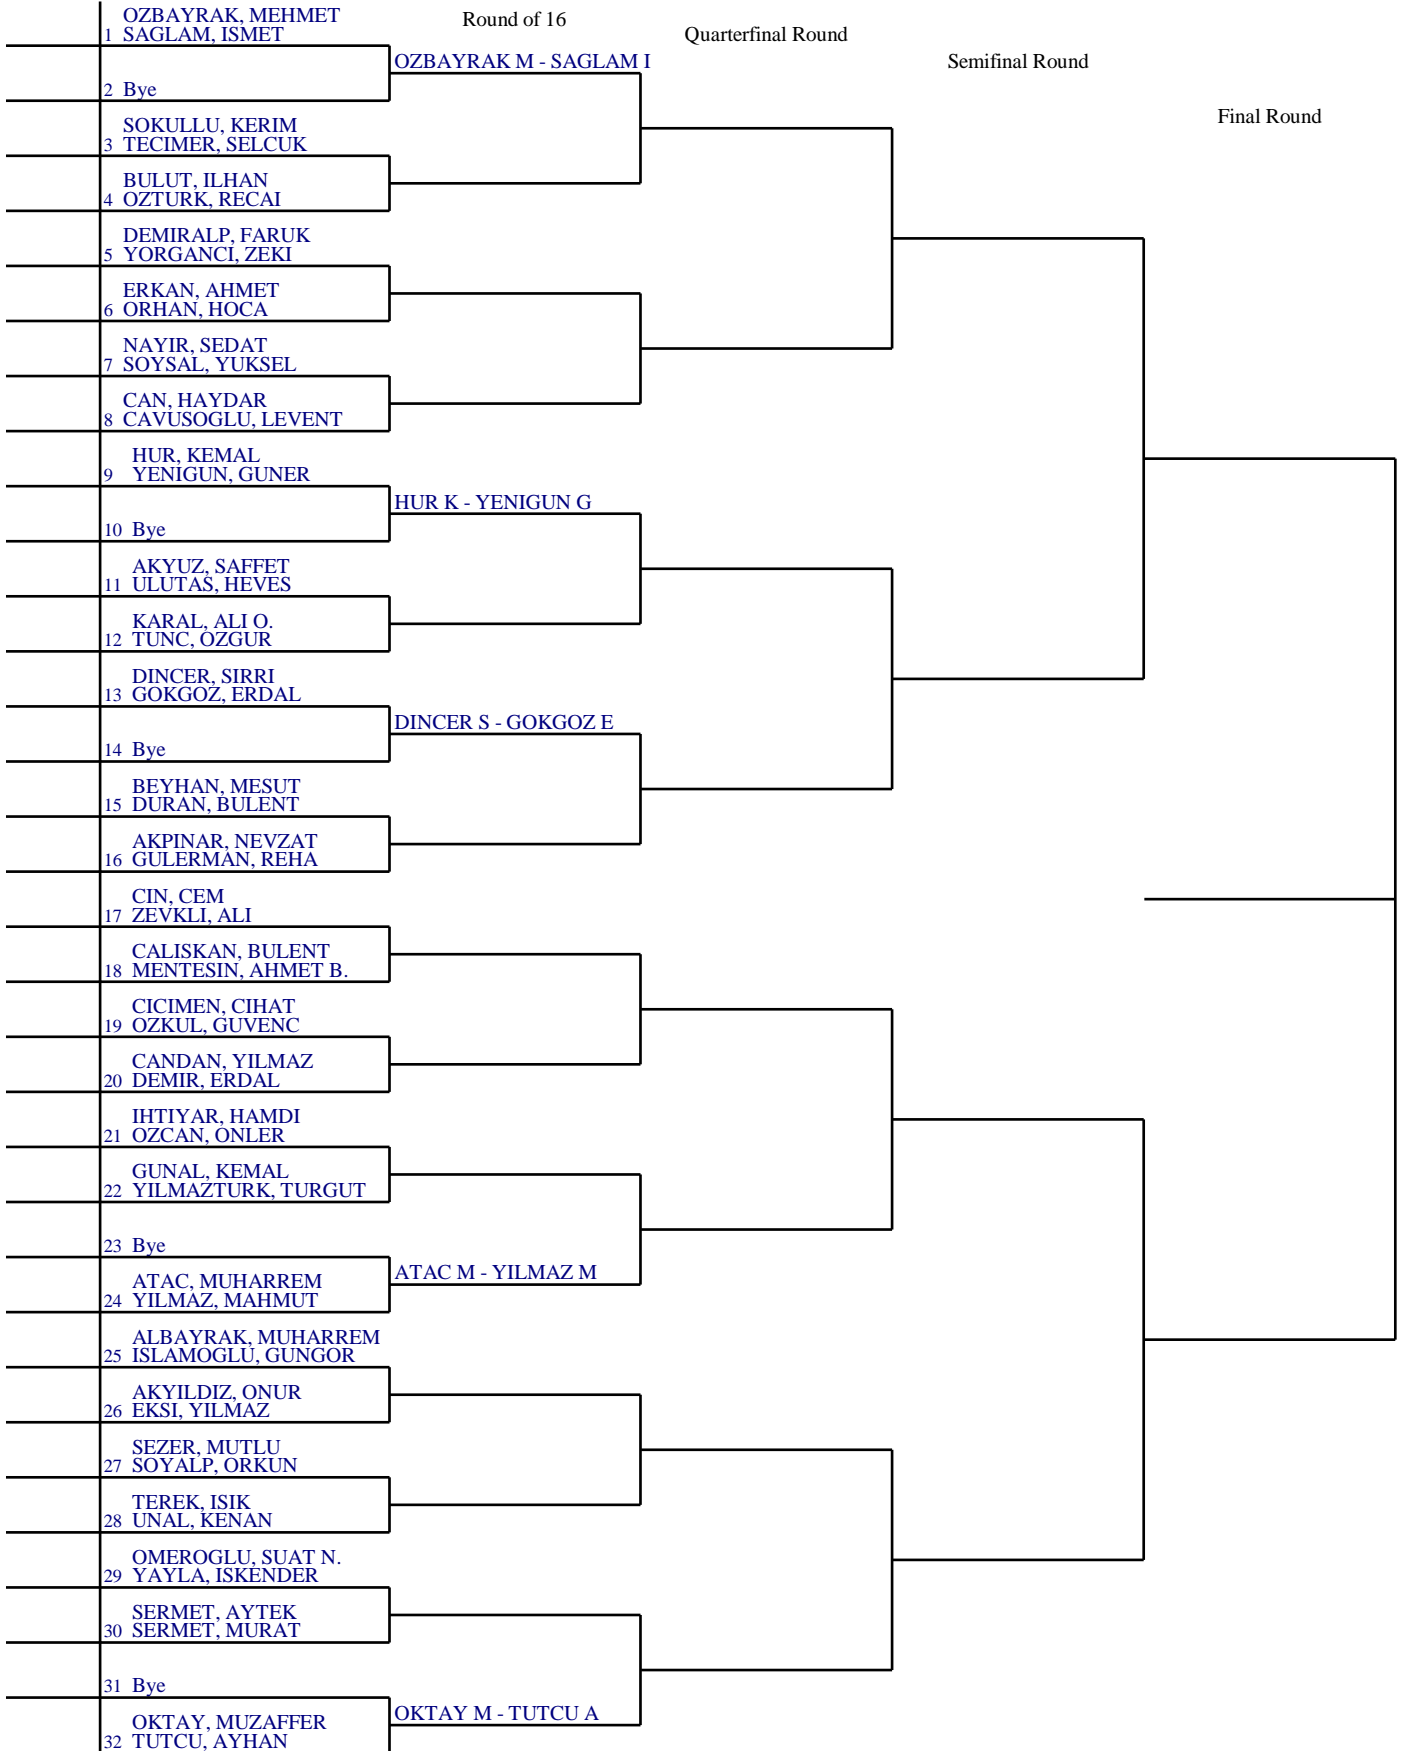 OZBAYRAK, MEHMET
1 SAGLAM, ISMET
Round of 16
Quarterfinal Round
Semifinal Round
Final Round
OZBAYRAK M - SAGLAM I
2 Bye
SOKULLU, KERIM
3 TECIMER, SELCUK
BULUT, ILHAN
4 OZTURK, RECAI
DEMIRALP, FARUK
5 YORGANCI, ZEKI
ERKAN, AHMET
6 ORHAN, HOCA
NAYIR, SEDAT
7 SOYSAL, YUKSEL
CAN, HAYDAR
8 CAVUSOGLU, LEVENT
HUR, KEMAL
9 YENIGUN, GUNER
HUR K - YENIGUN G
10 Bye
AKYUZ, SAFFET
11 ULUTAS, HEVES
KARAL, ALI O.
12 TUNC, OZGUR
DINCER, SIRRI
13 GOKGOZ, ERDAL
DINCER S - GOKGOZ E
14 Bye
BEYHAN, MESUT
15 DURAN, BULENT
AKPINAR, NEVZAT
16 GULERMAN, REHA
CIN, CEM
17 ZEVKLI, ALI
CALISKAN, BULENT
18 MENTESIN, AHMET B.
CICIMEN, CIHAT
19 OZKUL, GUVENC
CANDAN, YILMAZ
20 DEMIR, ERDAL
IHTIYAR, HAMDI
21 OZCAN, ONLER
GUNAL, KEMAL
22 YILMAZTURK, TURGUT
23 Bye
ATAC M - YILMAZ M
ATAC, MUHARREM
24 YILMAZ, MAHMUT
ALBAYRAK, MUHARREM
25 ISLAMOGLU, GUNGOR
AKYILDIZ, ONUR
26 EKSI, YILMAZ
SEZER, MUTLU
27 SOYALP, ORKUN
TEREK, ISIK
28 UNAL, KENAN
OMEROGLU, SUAT N.
29 YAYLA, ISKENDER
SERMET, AYTEK
30 SERMET, MURAT
31 Bye
OKTAY M - TUTCU A
OKTAY, MUZAFFER
32 TUTCU, AYHAN